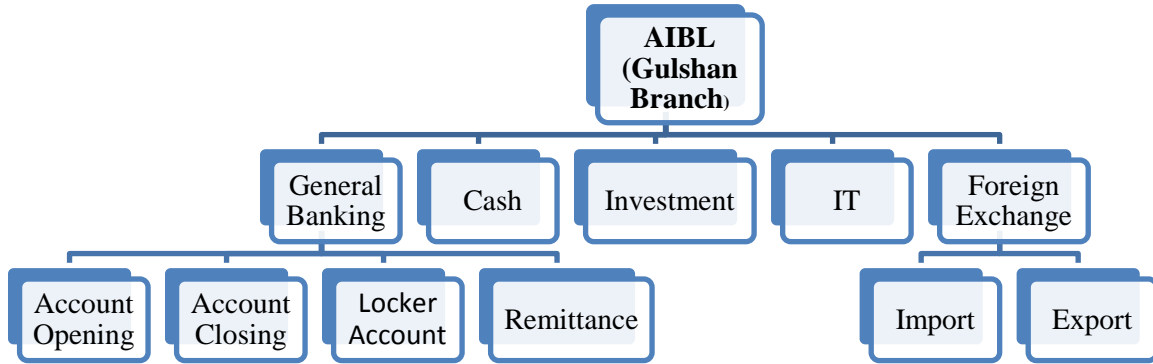 AIBL
(Gulshan
Branch)
General
Banking
Cash
Investment
IT
Foreign
Exchange
Account
Opening
Account
Closing
Locker
Account
Remittance
Import
Export